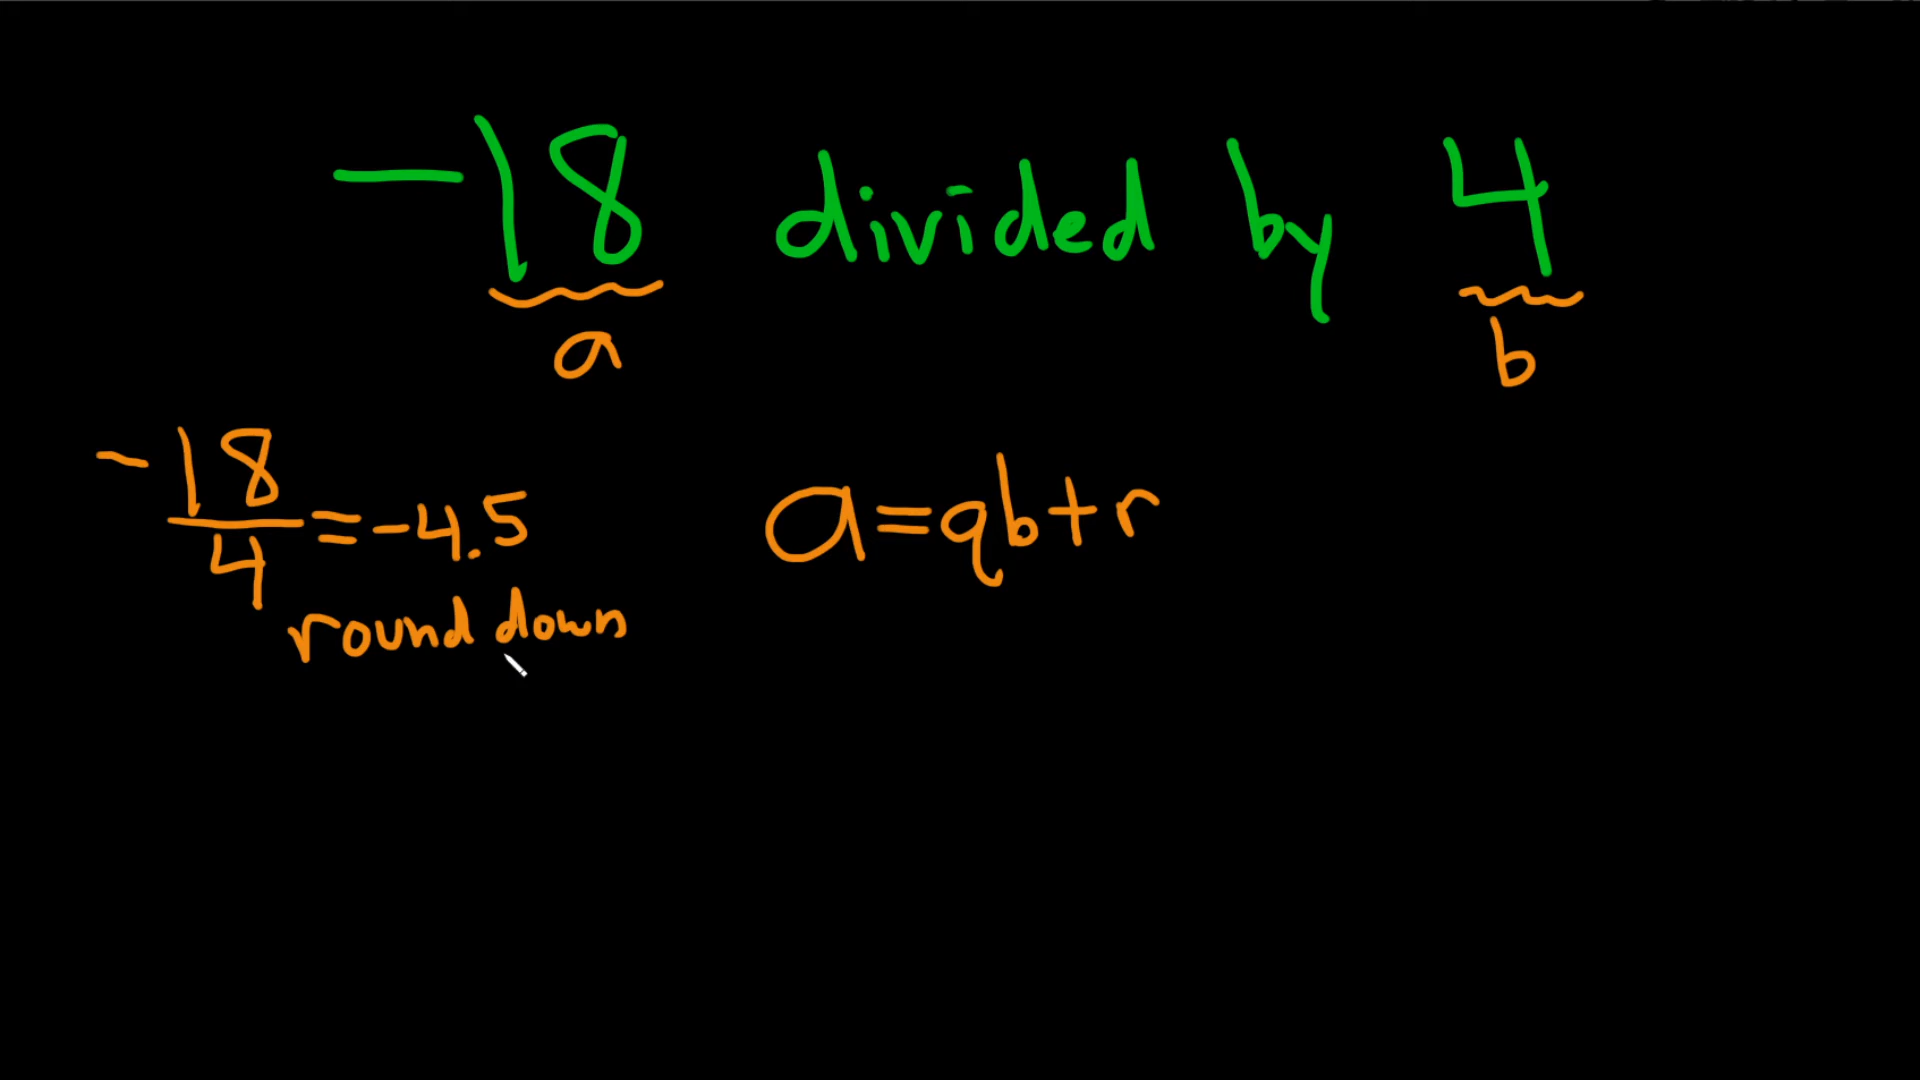 -18 divided by 4
a b
-18/4 = -4.5
a = qb + r
round down